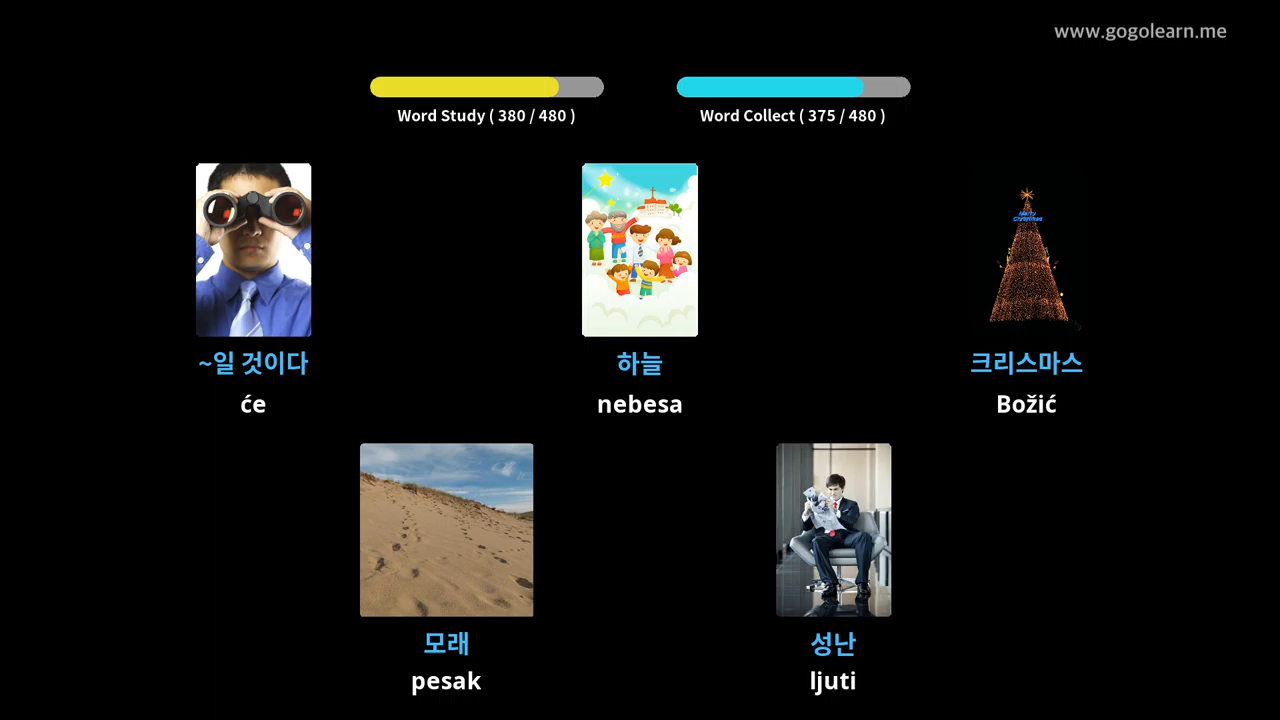 www.gogolearn.me
Word Study ( 380 / 480 )
Word Collect ( 375 / 480 )
~일 것이다
하늘
크리스마스
će
nebesa
Božić
모래
성난
pesak
ljuti